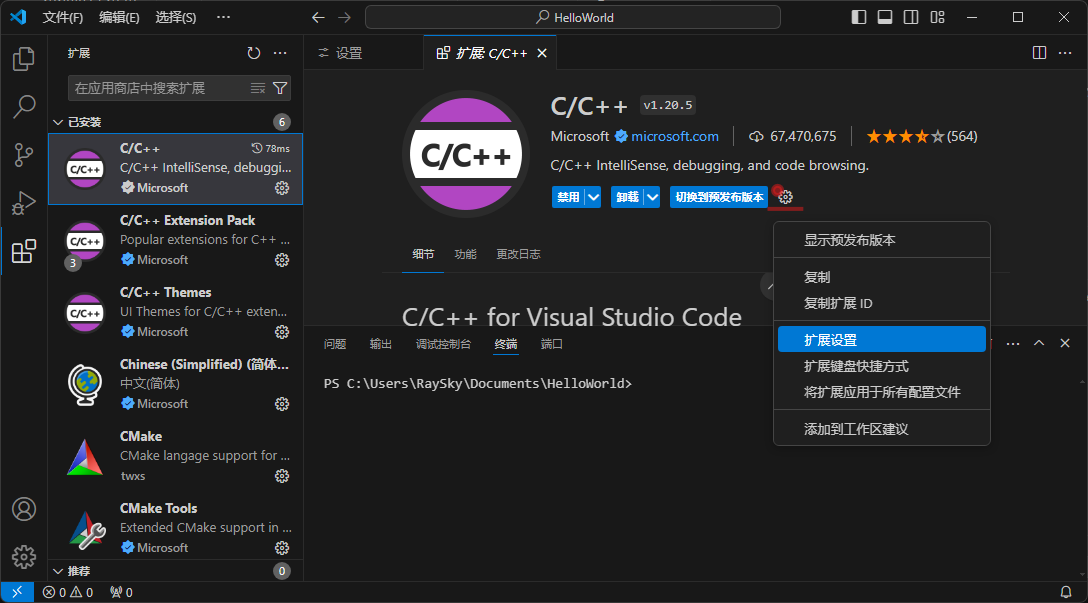 文件(F) 编辑(E) 选择(S) ··· HelloWorld
扩展 ···
在应用商店中搜索扩展
已安装 6
C/C++ 78ms
C/C++ IntelliSense, debuggi...
Microsoft
C/C++ Extension Pack
Popular extensions for C++ ...
Microsoft
3
C/C++ Themes
UI Themes for C/C++ exten...
Microsoft
Chinese (Simplified) (简体...
中文(简体)
Microsoft
CMake
CMake langage support for ...
twxs
CMake Tools
Extended CMake support in ...
Microsoft
推荐 0
设置 扩展: C/C++ ···
C/C++
C/C++ v1.20.5
Microsoft microsoft.com 67,470,675 (564)
C/C++ IntelliSense, debugging, and code browsing.
禁用 卸载 切换到预发布版本
细节 功能 更改日志
C/C++ for Visual Studio Code
显示预发布版本
复制
复制扩展 ID
扩展设置
扩展键盘快捷方式
将扩展应用于所有配置文件
添加到工作区建议
问题 输出 调试控制台 终端 端口 ···
PS C:\Users\RaySky\Documents\HelloWorld>
0 0 0
C/C++
C/C++
C/C++